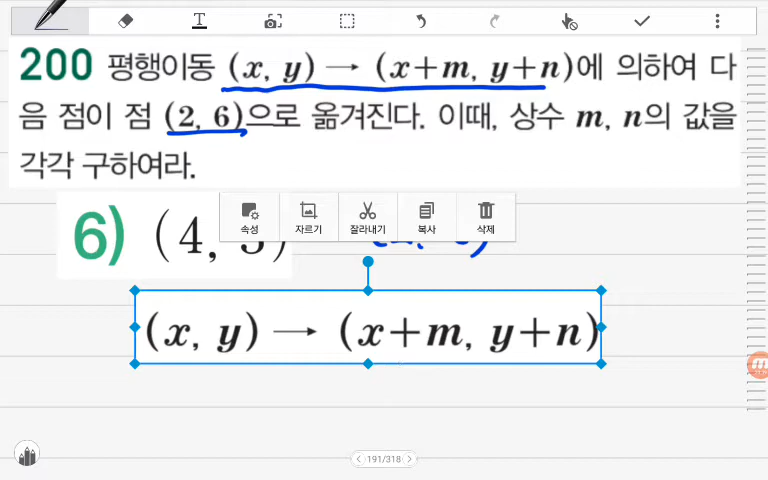 200 평행이동 (x, y) → (x+m, y+n)에 의하여 다
음 점이 점 (2, 6)으로 옮겨진다. 이때, 상수 m, n의 값을
각각 구하여라.
속성 자르기 잘라내기 복사 삭제
6) (4,
(x, y) → (x+m, y+n)
191/318